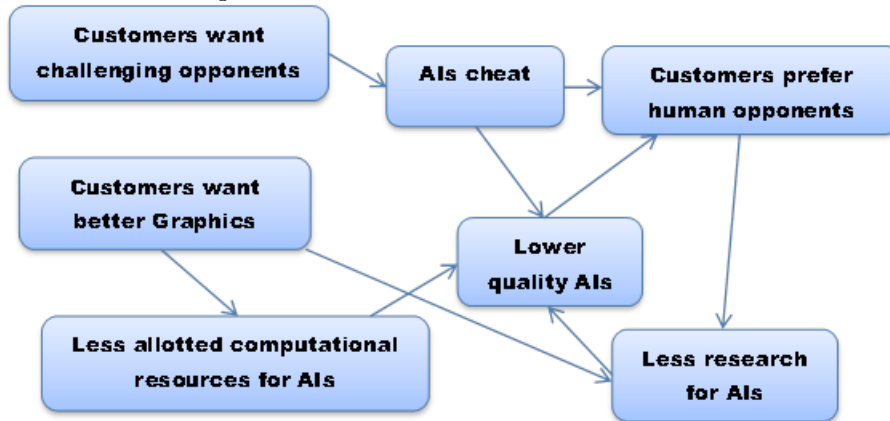 Customers want
challenging opponents
AIs cheat
Customers prefer
human opponents
Customers want
better Graphics
Lower
quality AIs
Less allotted computational
resources for AIs
Less research
for AIs